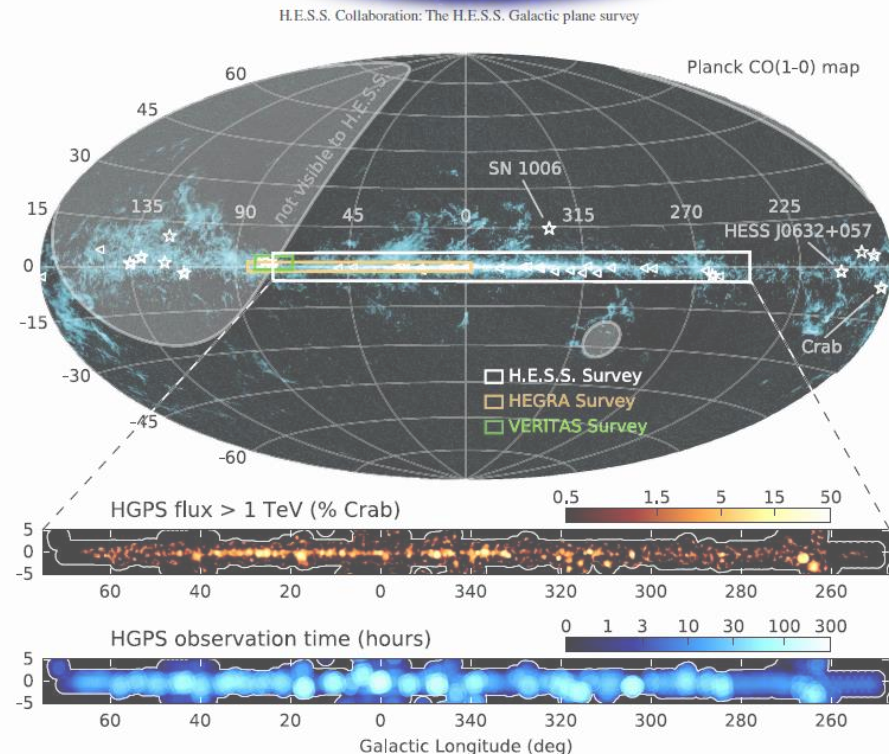 H.E.S.S. Collaboration: The H.E.S.S. Galactic plane survey
Planck CO(1-0) map
60
45
30
15
0
-15
-30
-45
-60
not visible to H.E.S.S.
135 90 45 0 315 270 225
SN 1006
HESS J0632+057
Crab
H.E.S.S. Survey
HEGRA Survey
VERITAS Survey
HGPS flux > 1 TeV (% Crab)
0.5 1.5 5 15 50
5
0
-5
60 40 20 0 340 320 300 280 260
HGPS observation time (hours)
0 1 3 10 30 100 300
5
0
-5
60 40 20 0 340 320 300 280 260
Galactic Longitude (deg)